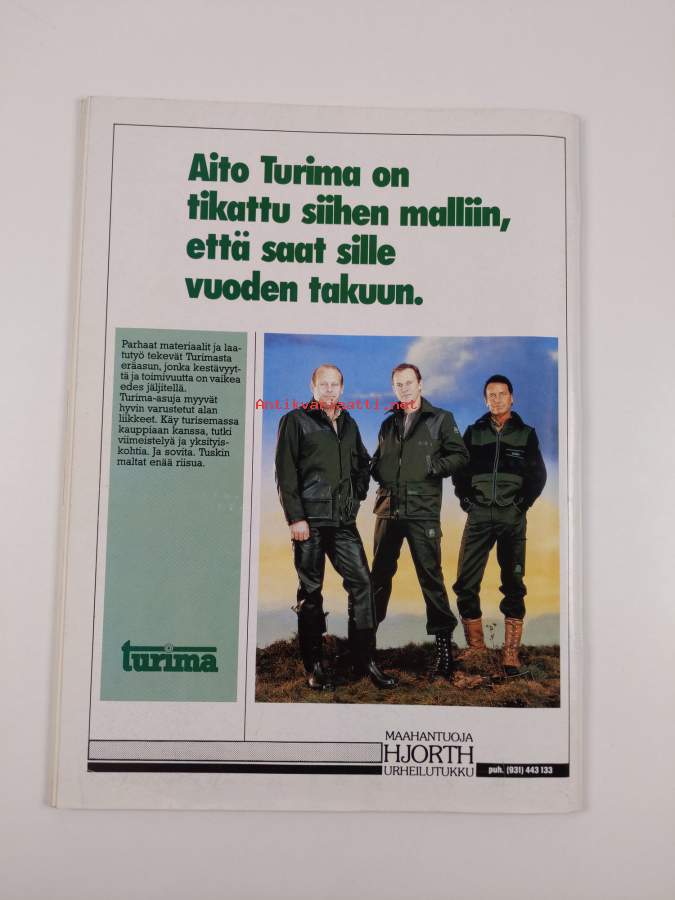 Aito Turima on
tikattu siihen malliin,
että saat sille
vuoden takuun.
Parhaat materiaalit ja laa-
tutyö tekevät Turimasta
eräasun, jonka kestävyyt-
tä ja toimivuutta on vaikea
edes jäljitellä.
Turima-asuja myyvät
hyvin varustetut alan
liikkeet. Käy turisemassa
kauppiaan kanssa, tutki
viimeistelyä ja yksityis-
kohtia. Ja sovita. Tuskin
maltat enää riisua.
Antikvariaatti.net
turima
MAAHANTUOJA
HJORTH
URHEILUTUKKU
puh. (931) 443 133